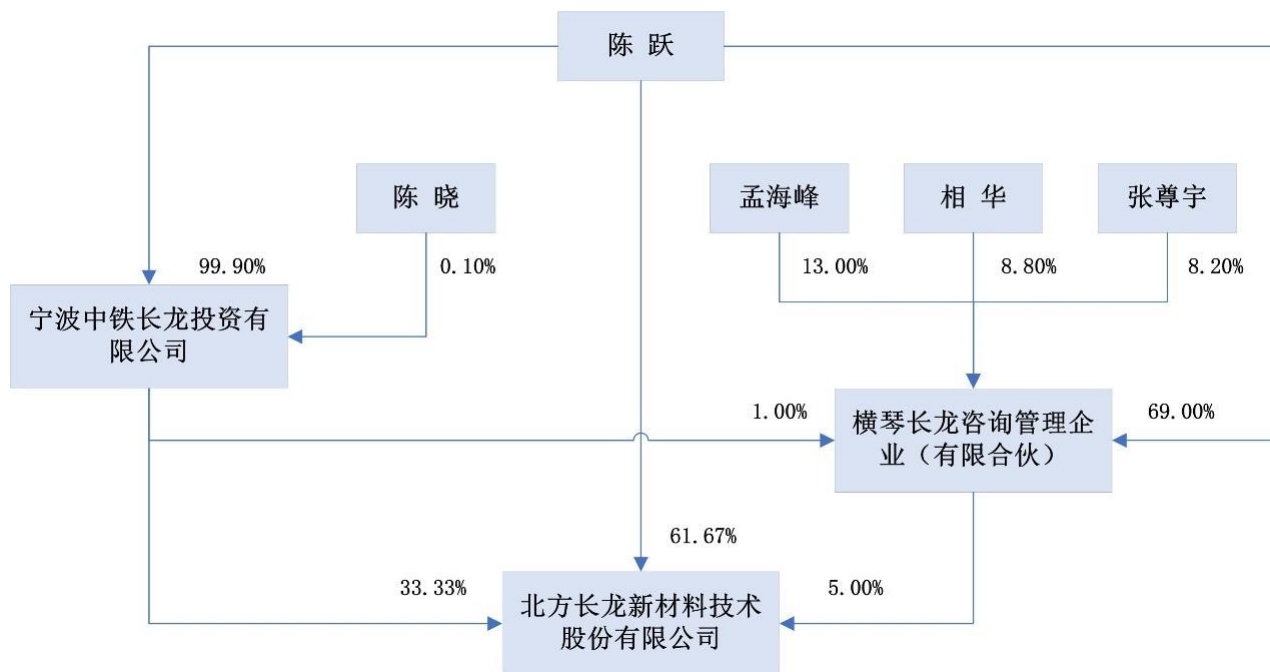 陈 跃
陈 晓
孟海峰
相 华
张尊宇
99.90%
0.10%
13.00%
8.80%
8.20%
宁波中铁长龙投资有
限公司
1.00%
横琴长龙咨询管理企
业（有限合伙）
69.00%
61.67%
33.33%
北方长龙新材料技术
股份有限公司
5.00%